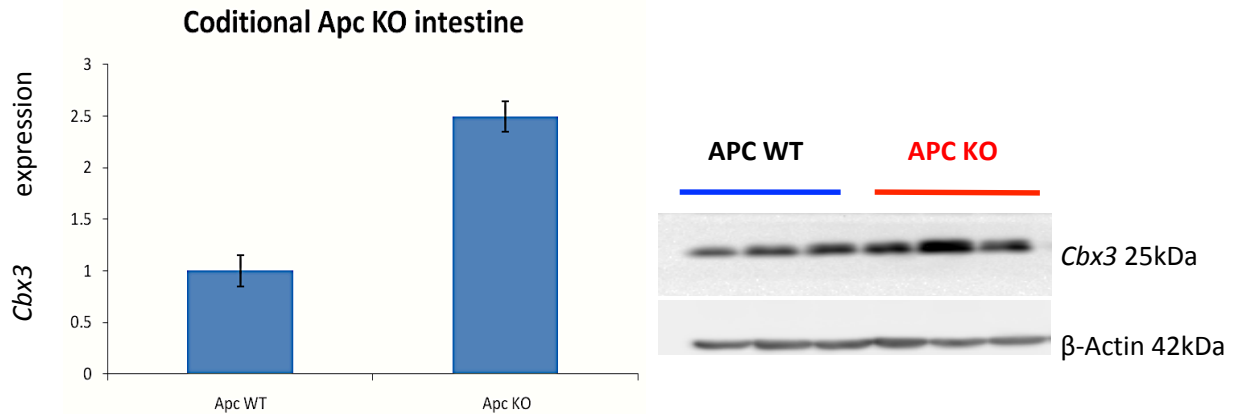 Coditional Apc KO intestine
Cbx3 expression
3
2.5
2
1.5
1
0.5
0
Apc WT
Apc KO
APC WT
APC KO
Cbx3 25kDa
β-Actin 42kDa